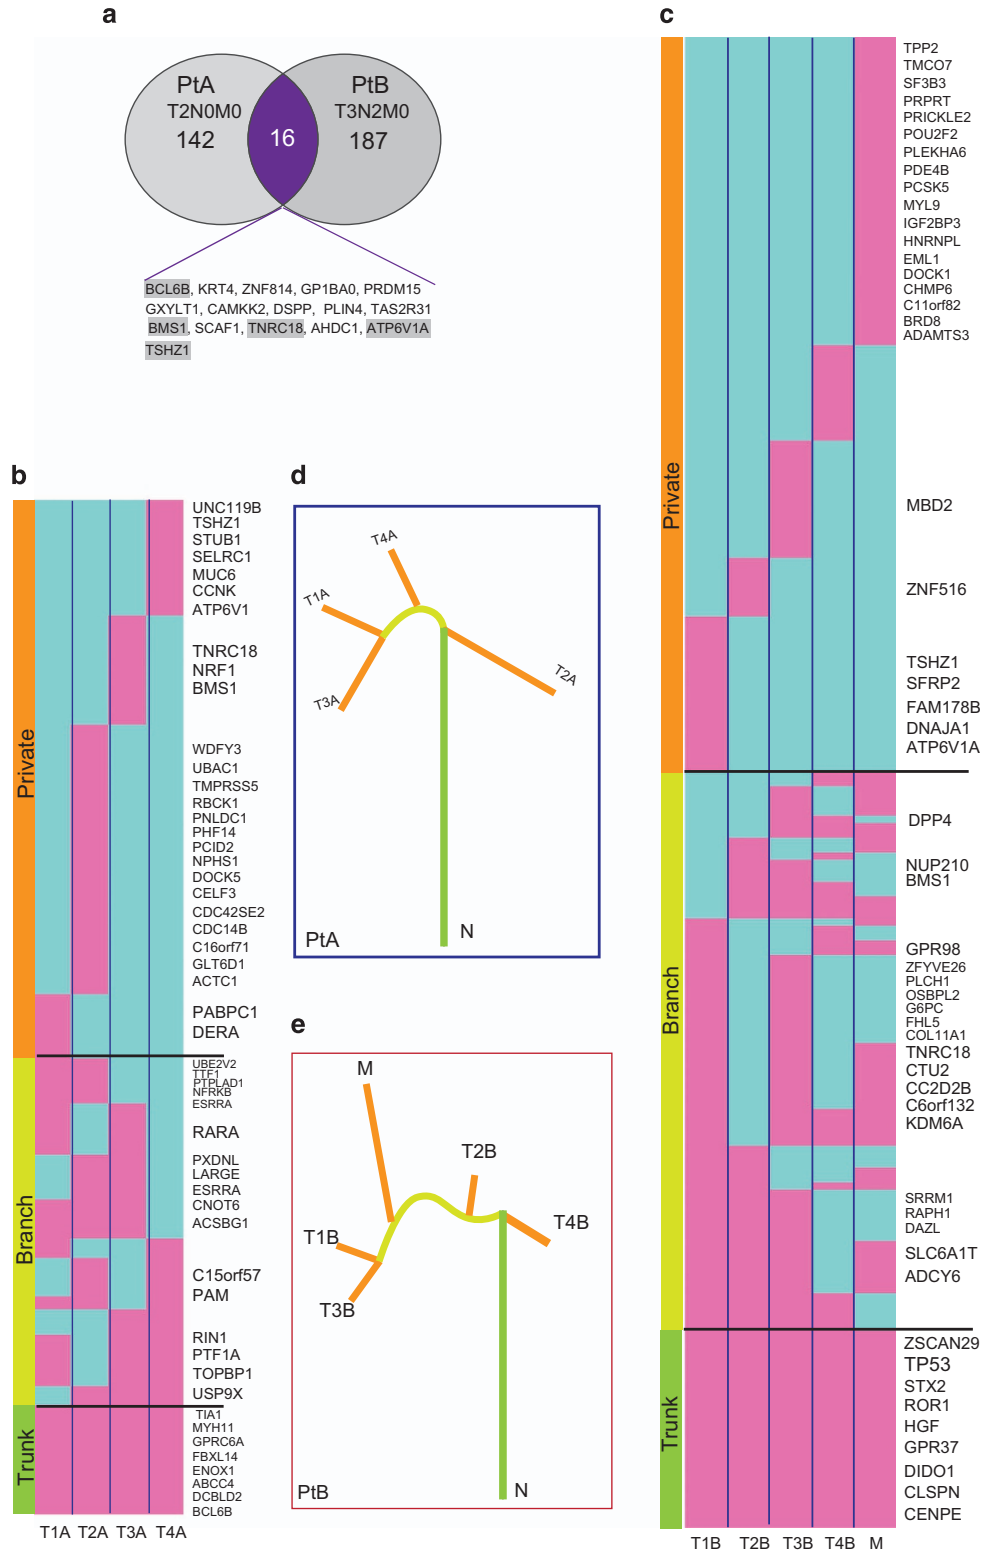 a
PtA
T2N0M0
142
16
PtB
T3N2M0
187
BCL6B, KRT4, ZNF814, GP1BA0, PRDM15
GXYLT1, CAMKK2, DSPP, PLIN4, TAS2R31
BMS1, SCAF1, TNRC18, AHDC1, ATP6V1A
TSHZ1
b
Private
Branch
Trunk
UNC119B
TSHZ1
STUB1
SELRC1
MUC6
CCNK
ATP6V1
TNRC18
NRF1
BMS1
WDFY3
UBAC1
TMPRSS5
RBCK1
PNLDC1
PHF14
PCID2
NPHS1
DOCK5
CELF3
CDC42SE2
CDC14B
C16orf71
GLT6D1
ACTC1
PABPC1
DERA
UBE2V2
TTF1
PTPLAD1
NFRKB
ESRRA
RARA
PXDNL
LARGE
ESRRA
CNOT6
ACSBG1
C15orf57
PAM
RIN1
PTF1A
TOPBP1
USP9X
TIA1
MYH11
GPRC6A
FBXL14
ENOX1
ABCC4
DCBLD2
BCL6B
T1A T2A T3A T4A
c
Private
Branch
Trunk
TPP2
TMCO7
SF3B3
PRPRT
PRICKLE2
POU2F2
PLEKHA6
PDE4B
PCSK5
MYL9
IGF2BP3
HNRNPL
EML1
DOCK1
CHMP6
C11orf82
BRD8
ADAMTS3
MBD2
ZNF516
TSHZ1
SFRP2
FAM178B
DNAJA1
ATP6V1A
DPP4
NUP210
BMS1
GPR98
ZFYVE26
PLCH1
OSBPL2
G6PC
FHL5
COL11A1
TNRC18
CTU2
CC2D2B
C6orf132
KDM6A
SRRM1
RAPH1
DAZL
SLC6A1T
ADCY6
ZSCAN29
TP53
STX2
ROR1
HGF
GPR37
DIDO1
CLSPN
CENPE
T1B T2B T3B T4B M
d
T4A
T1A
T3A
T2A
N
PtA
e
M
T2B
T1B
T4B
T3B
N
PtB